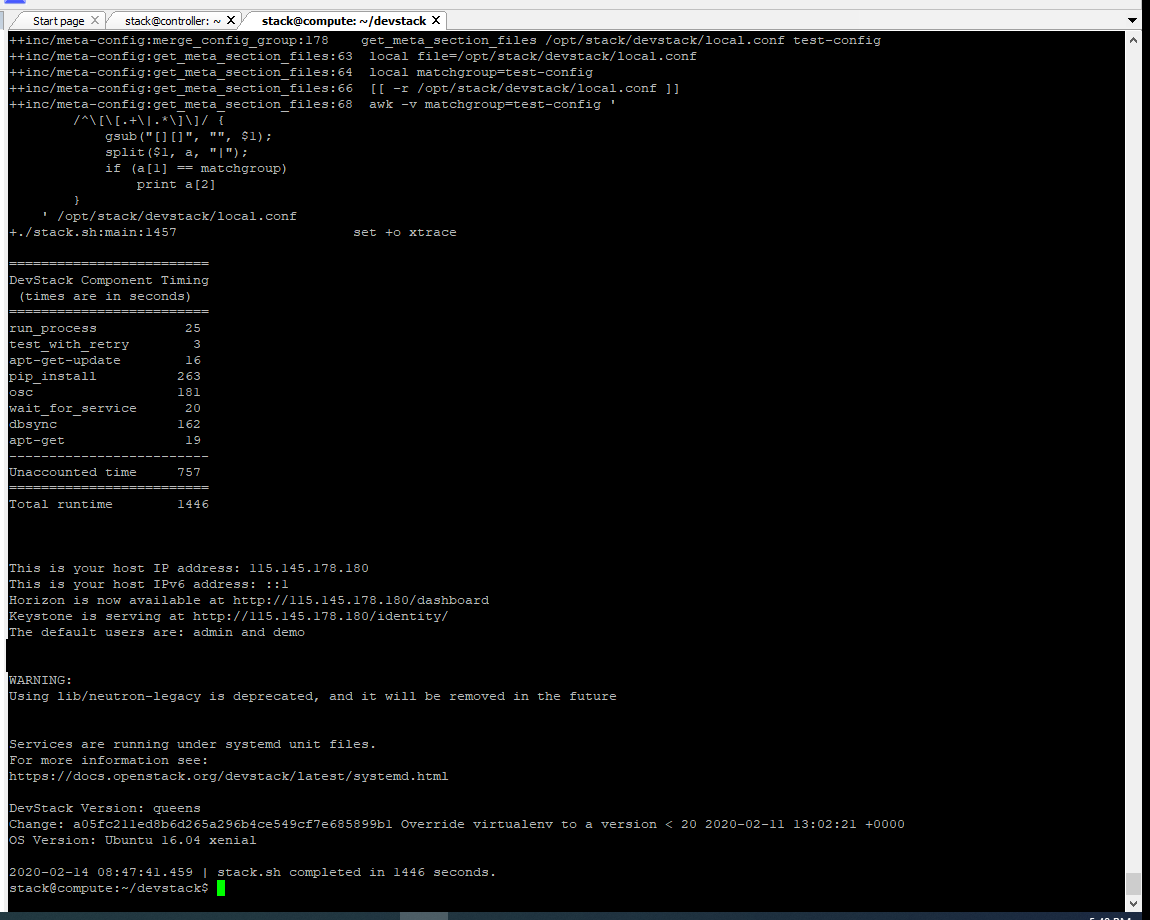 Start page
stack@controller: ~
stack@compute: ~/devstack
++inc/meta-config:merge_config_group:178    get_meta_section_files /opt/stack/devstack/local.conf test-config
++inc/meta-config:get_meta_section_files:63  local file=/opt/stack/devstack/local.conf
++inc/meta-config:get_meta_section_files:64  local matchgroup=test-config
++inc/meta-config:get_meta_section_files:66  [[ -r /opt/stack/devstack/local.conf ]]
++inc/meta-config:get_meta_section_files:68  awk -v matchgroup=test-config '
        /^\[\[.+\|.*\]\]/ {
            gsub("[][]", "", $1);
            split($1, a, "|");
            if (a[1] == matchgroup)
                print a[2]
        }
    ' /opt/stack/devstack/local.conf
+./stack.sh:main:1457                      set +o xtrace
=========================
DevStack Component Timing
 (times are in seconds)
=========================
run_process           25
test_with_retry        3
apt-get-update        16
pip_install          263
osc                  181
wait_for_service      20
dbsync               162
apt-get               19
-------------------------
Unaccounted time     757
=========================
Total runtime        1446
This is your host IP address: 115.145.178.180
This is your host IPv6 address: ::1
Horizon is now available at http://115.145.178.180/dashboard
Keystone is serving at http://115.145.178.180/identity/
The default users are: admin and demo
WARNING:
Using lib/neutron-legacy is deprecated, and it will be removed in the future
Services are running under systemd unit files.
For more information see:
https://docs.openstack.org/devstack/latest/systemd.html
DevStack Version: queens
Change: a05fc211ed8b6d265a296b4ce549cf7e685899b1 Override virtualenv to a version < 20 2020-02-11 13:02:21 +0000
OS Version: Ubuntu 16.04 xenial
2020-02-14 08:47:41.459 | stack.sh completed in 1446 seconds.
stack@compute:~/devstack$